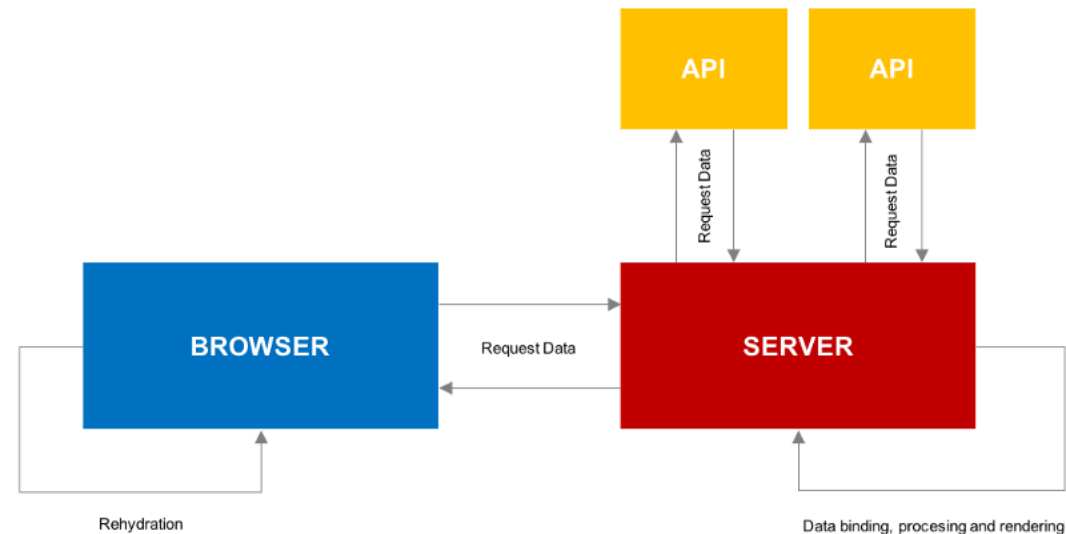 API
API
Request Data
Request Data
BROWSER
Request Data
SERVER
Rehydration
Data binding, procesing and rendering